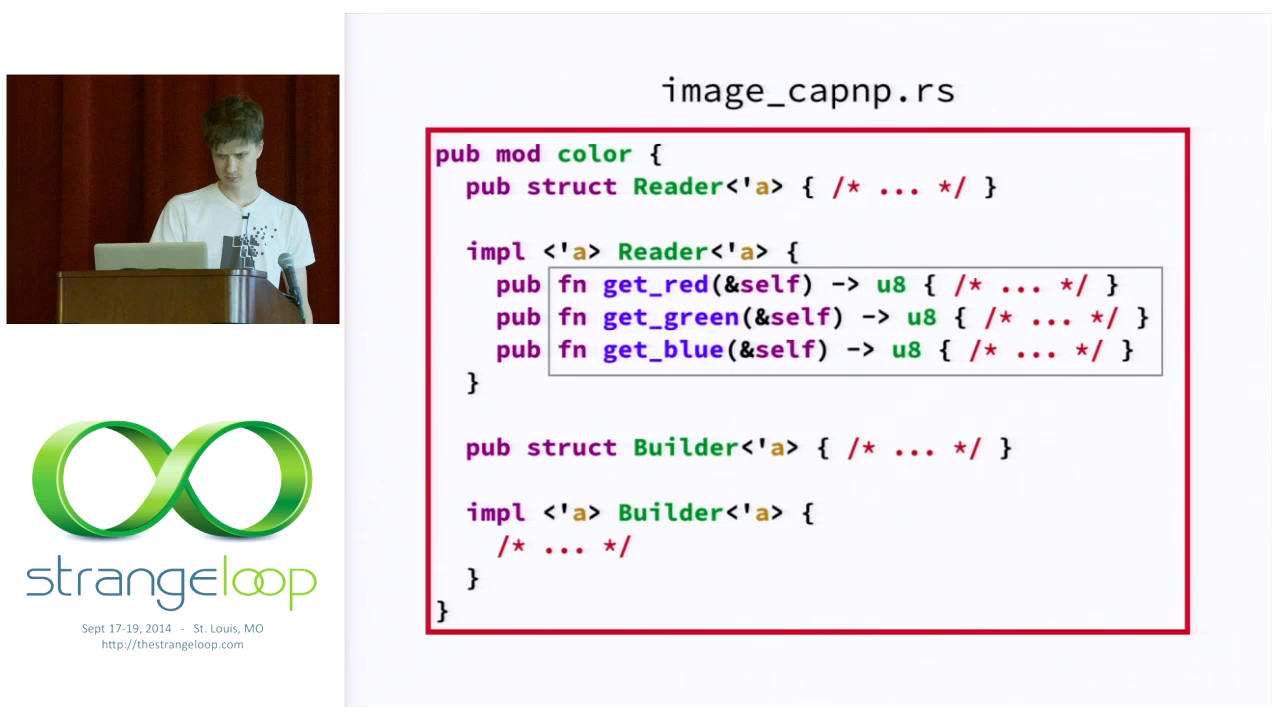 image_capnp.rs
pub mod color {
pub struct Reader<'a> { /* ... */ }
impl <'a> Reader<'a> {
pub fn get_red(&self) -> u8 { /* ... */ }
pub fn get_green(&self) -> u8 { /* ... */ }
pub fn get_blue(&self) -> u8 { /* ... */ }
}
pub struct Builder<'a> { /* ... */ }
impl <'a> Builder<'a> {
/* ... */
}
}
strangeloop
Sept 17-19, 2014 - St. Louis, MO
http://thestrangeloop.com